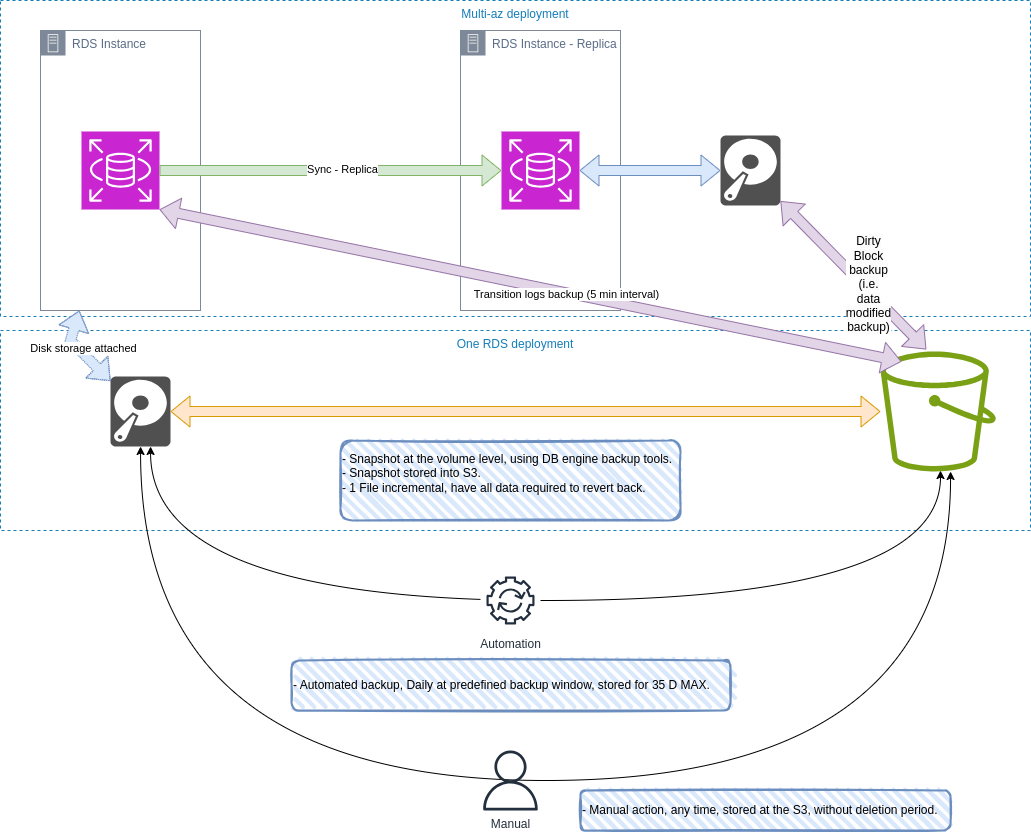 Multi-az deployment
RDS Instance
RDS Instance - Replica
Sync - Replica
Dirty
Block
backup
(i.e.
data
modified
backup)
Transition logs backup (5 min interval)
Disk storage attached
One RDS deployment
- Snapshot at the volume level, using DB engine backup tools.
- Snapshot stored into S3.
- 1 File incremental, have all data required to revert back.
Automation
- Automated backup, Daily at predefined backup window, stored for 35 D MAX.
Manual
- Manual action, any time, stored at the S3, without deletion period.